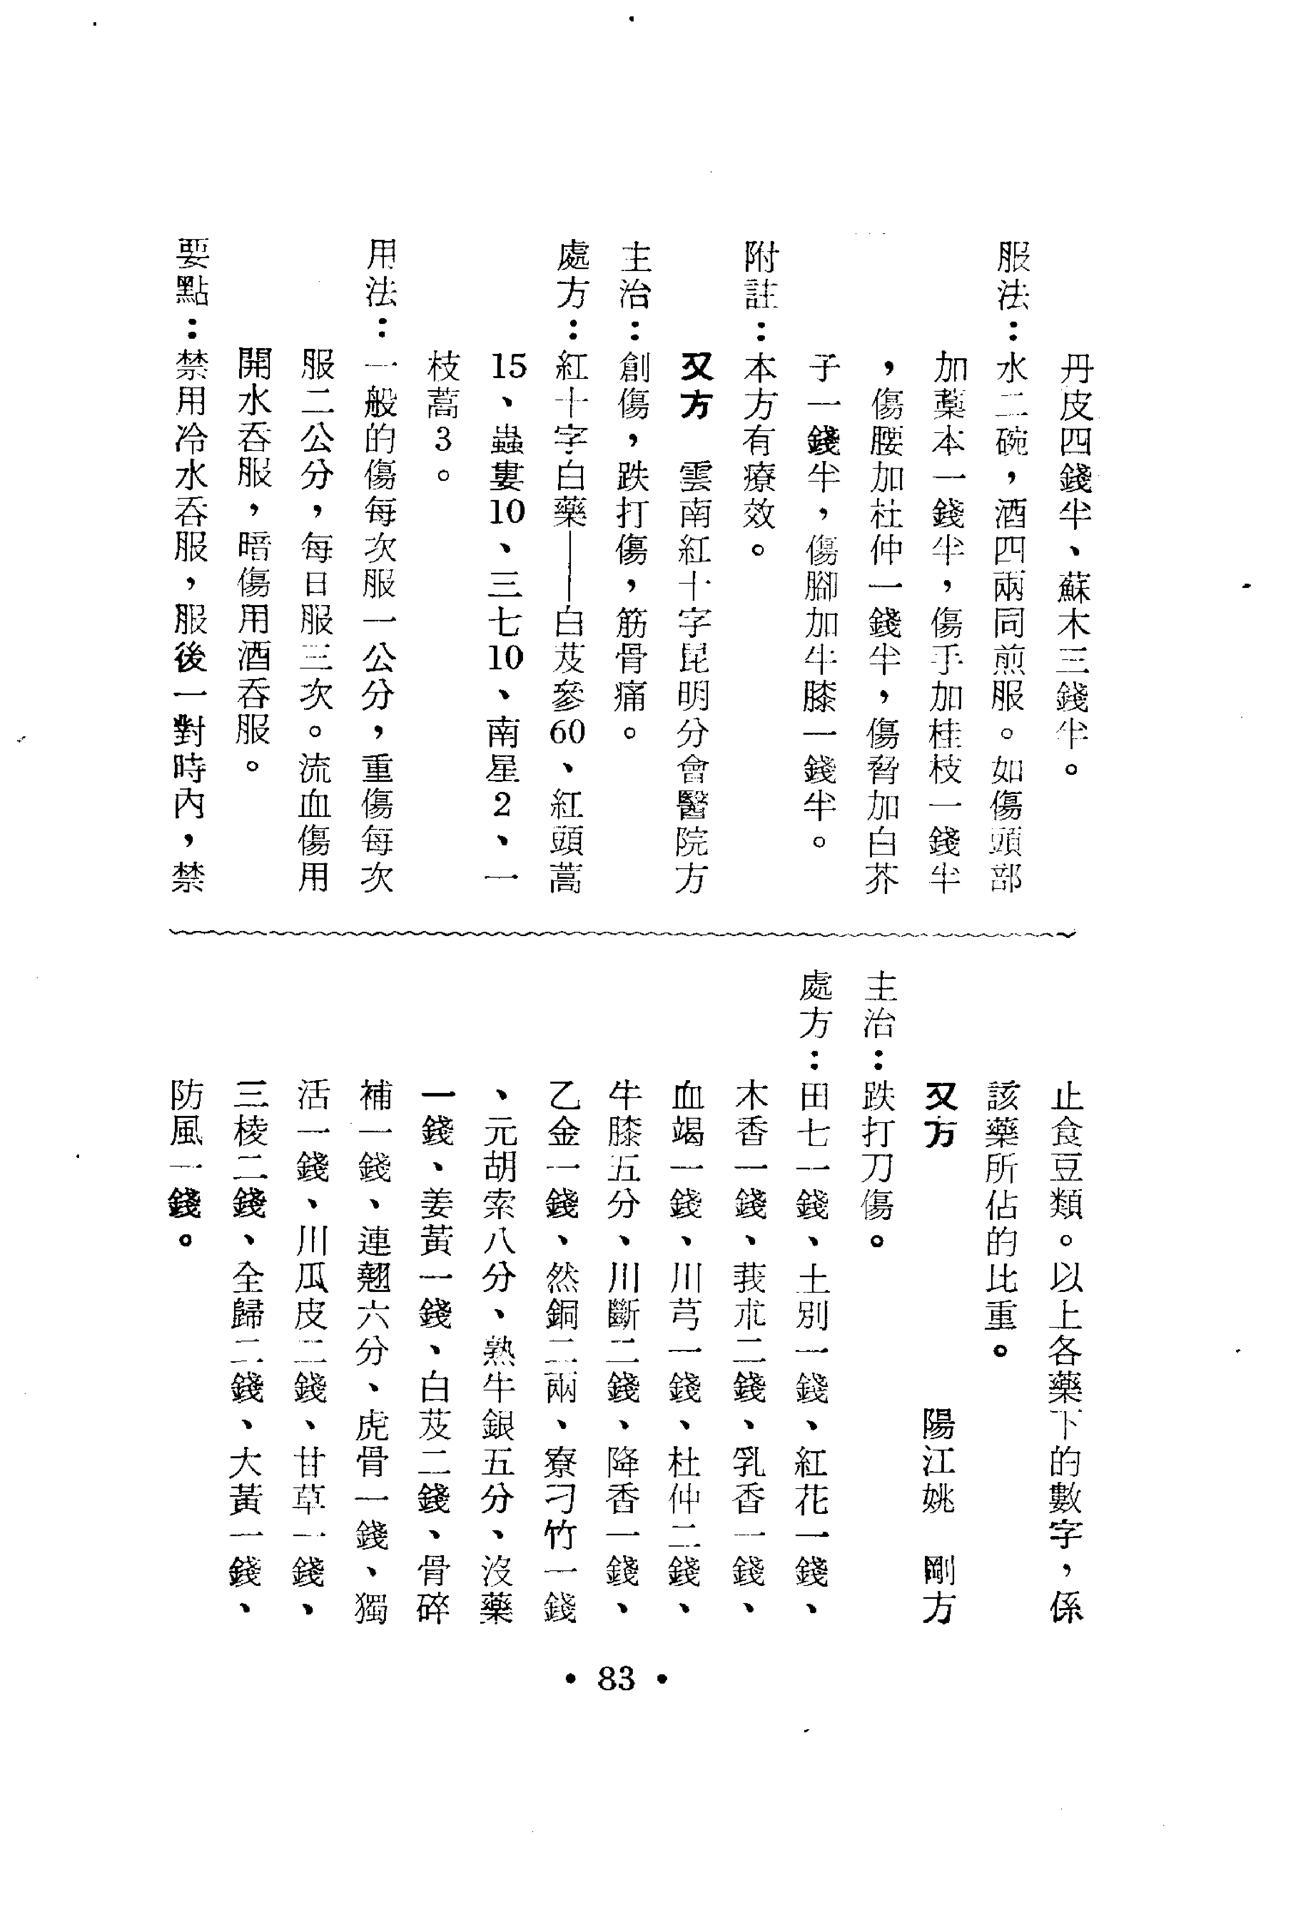 丹皮四錢半、蘇木三錢半。
服法：水二碗，酒四兩同煎服。如傷頭部
加藁本一錢半，傷手加桂枝一錢半
，傷腰加杜仲一錢半，傷脅加白芥
子一錢半，傷腳加牛膝一錢半。
附註：本方有療效。
又方　雲南紅十字昆明分會醫院方
主治：創傷，跌打傷，筋骨痛。
處方：紅十字白藥——白芨參60、紅頭蒿
15、蟲蔞10、三七10、南星2、一
枝蒿3。
用法：一般的傷每次服一公分，重傷每次
服二公分，每日服三次。流血傷用
開水吞服，暗傷用酒吞服。
要點：禁用冷水吞服，服後一對時內，禁
止食豆類。以上各藥下的數字，係
該藥所佔的比重。
又方　陽江姚　剛方
主治：跌打刀傷。
處方：田七一錢、土別一錢、紅花一錢、
木香一錢、莪朮二錢、乳香一錢、
血竭一錢、川芎一錢、杜仲二錢、
牛膝五分、川斷二錢、降香一錢、
乙金一錢、然銅二兩、寮刁竹一錢
、元胡索八分、熟牛銀五分、沒藥
一錢、姜黃一錢、白芨二錢、骨碎
補一錢、連翹六分、虎骨一錢、獨
活一錢、川瓜皮二錢、甘草一錢、
三棱二錢、全歸二錢、大黃一錢、
防風一錢。
• 83 •